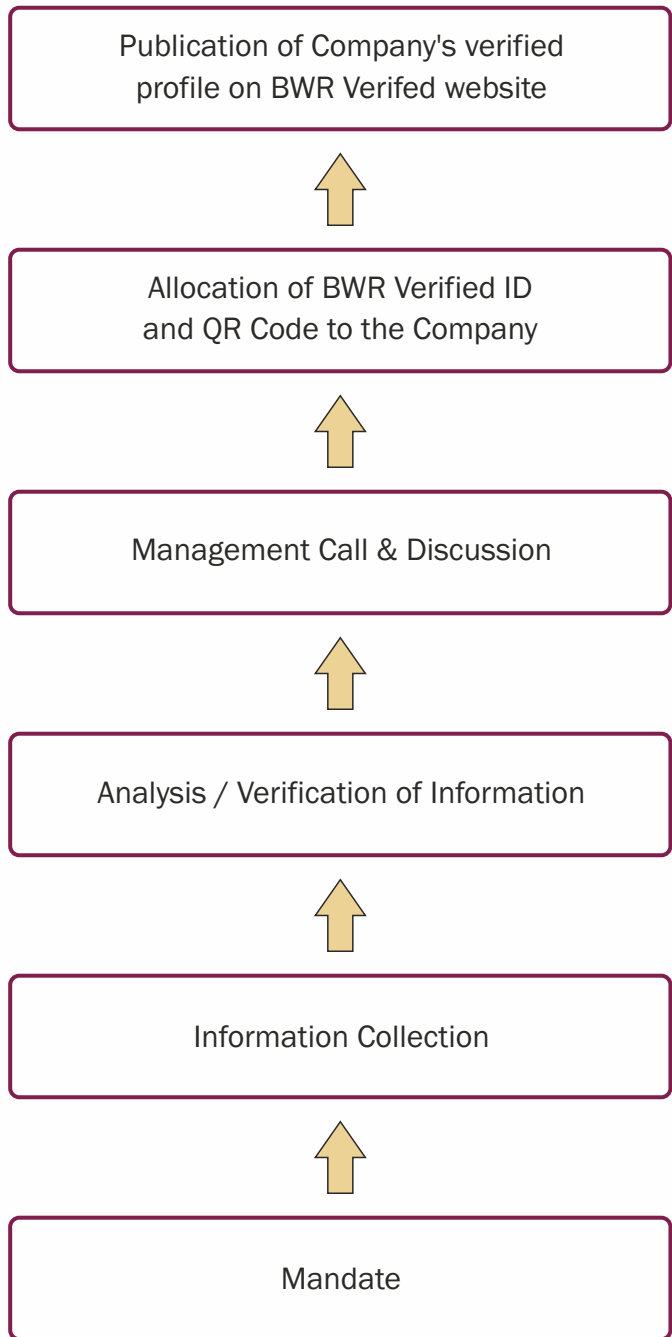 Publication of Company's verified
profile on BWR Verifed website
Allocation of BWR Verified ID
and QR Code to the Company
Management Call & Discussion
Analysis / Verification of Information
Information Collection
Mandate